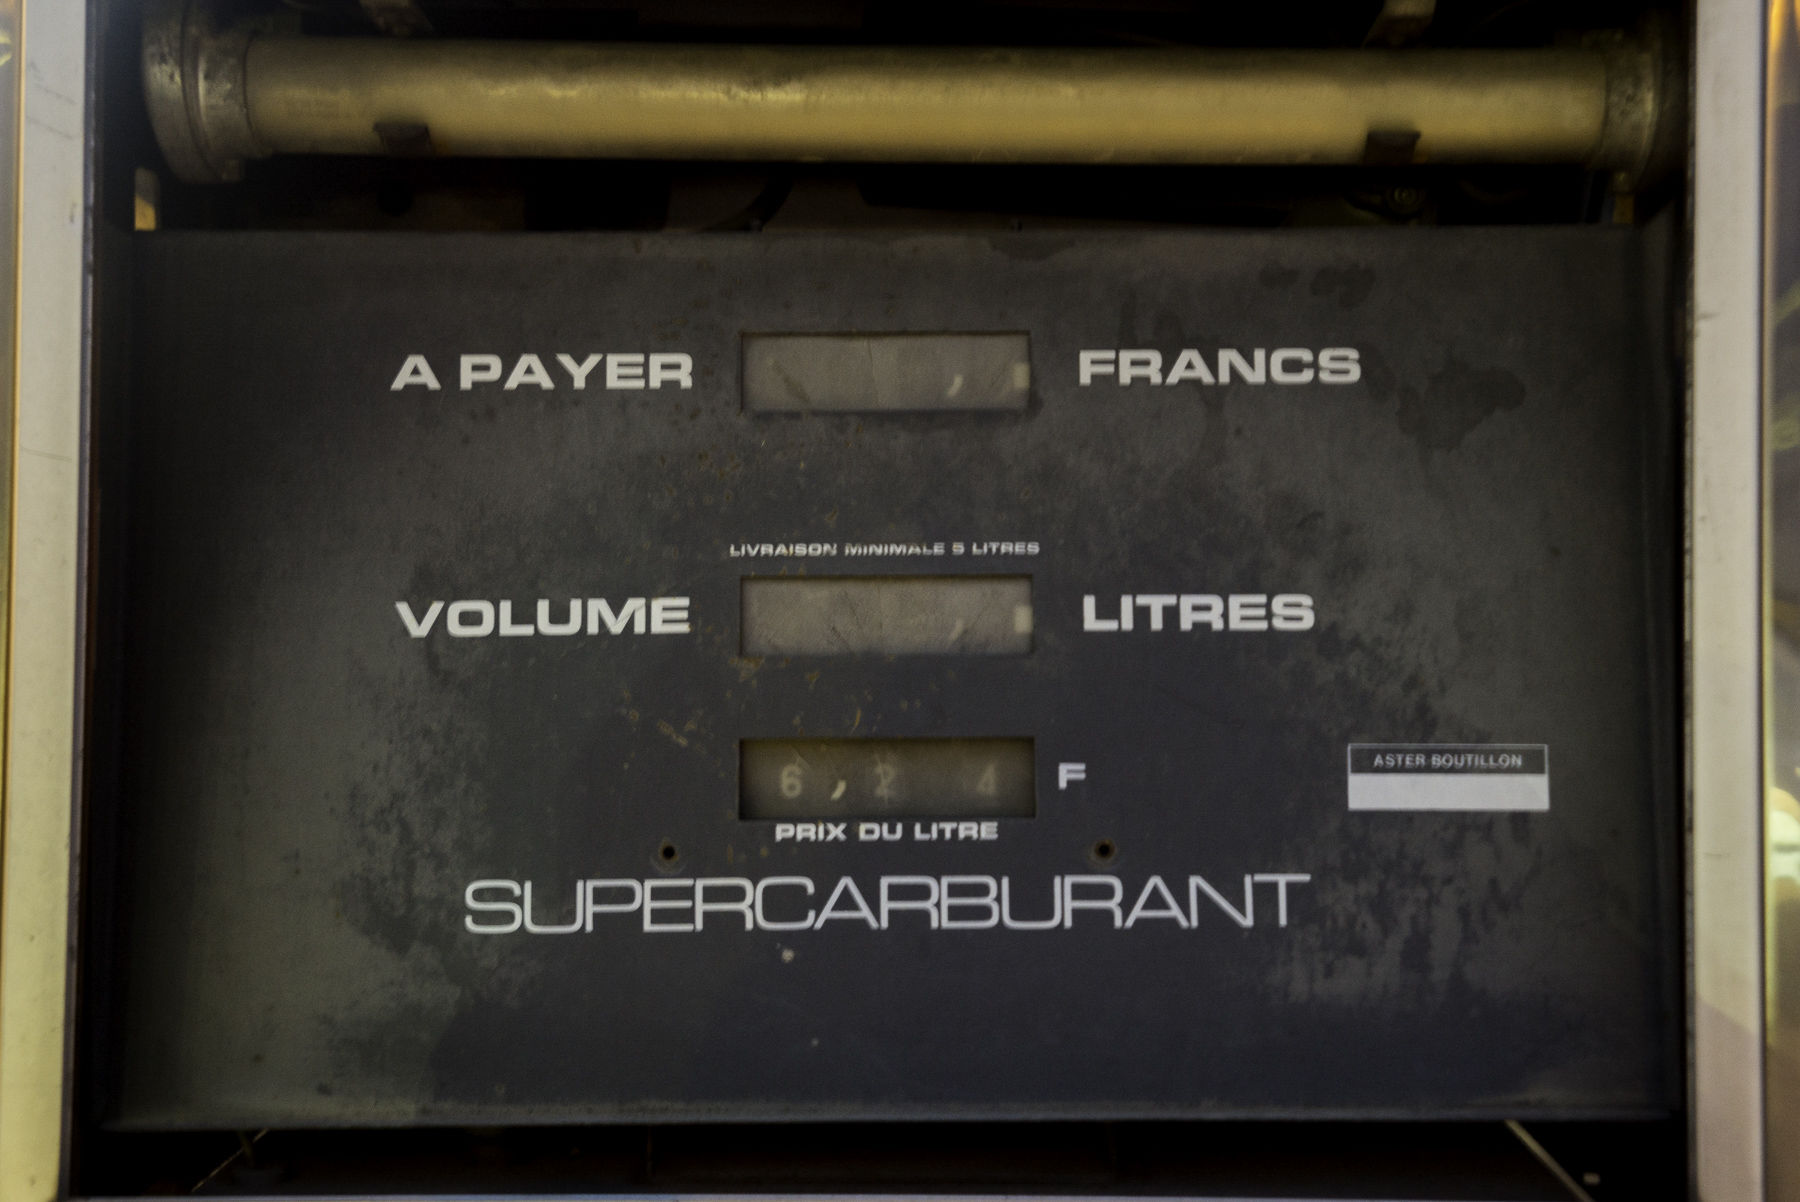 A PAYER , FRANCS
LIVRAISON MINIMALE 5 LITRES
VOLUME , LITRES
6,24 F
PRIX DU LITRE
ASTER BOUTILLON
SUPERCARBURANT